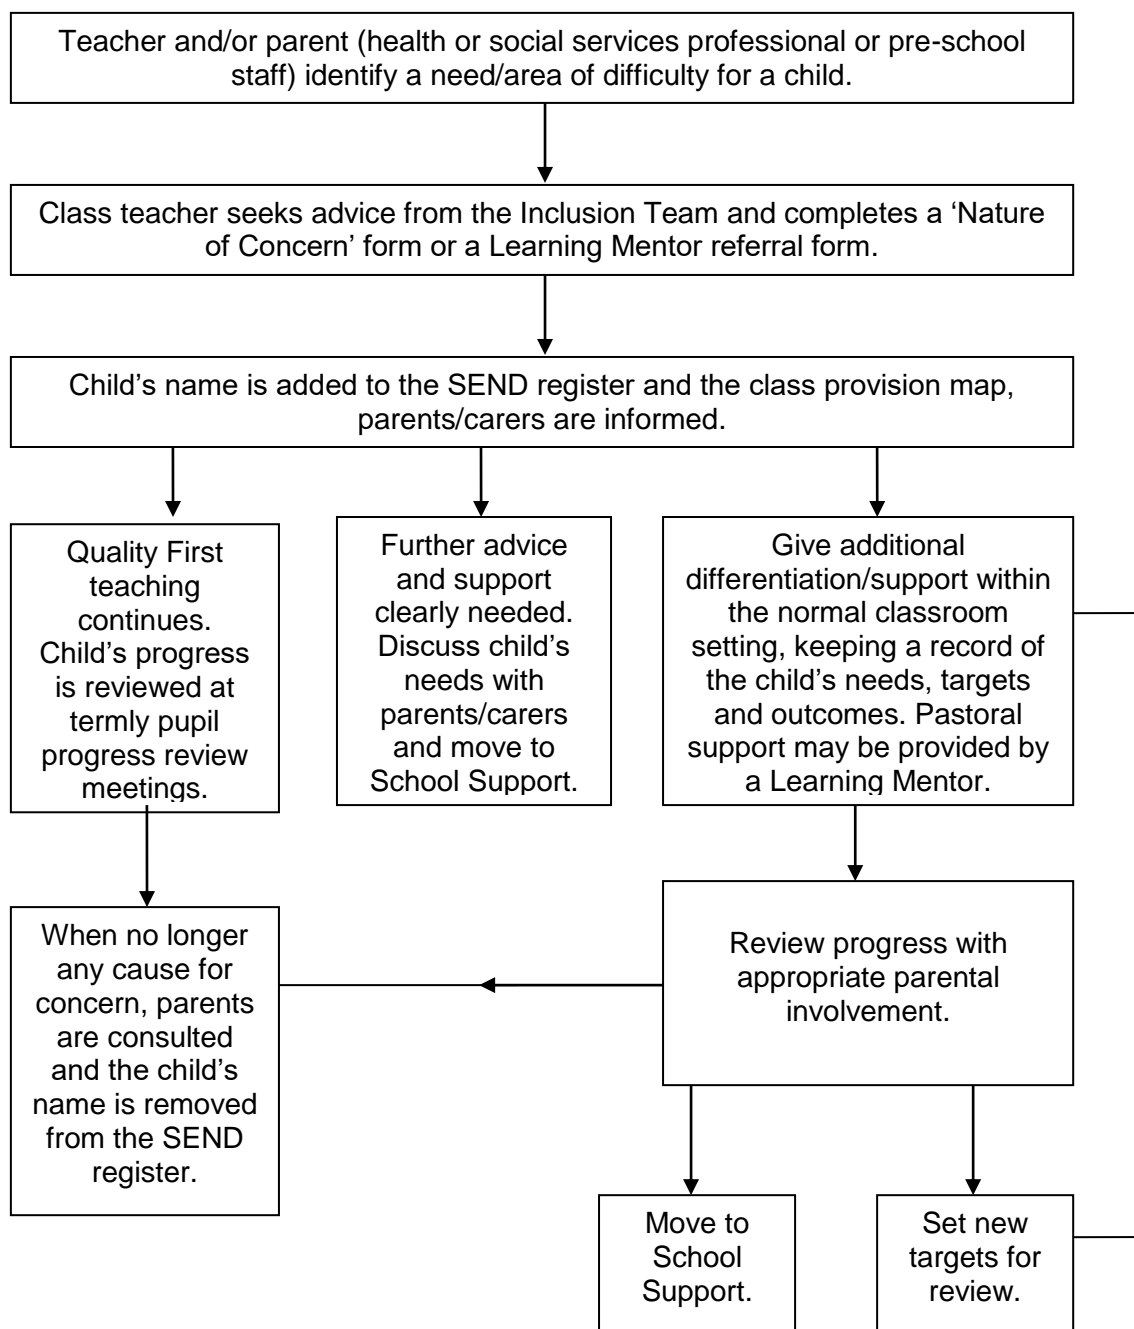 Teacher and/or parent (health or social services professional or pre-school
staff) identify a need/area of difficulty for a child.
Class teacher seeks advice from the Inclusion Team and completes a ‘Nature
of Concern’ form or a Learning Mentor referral form.
Child’s name is added to the SEND register and the class provision map,
parents/carers are informed.
Quality First
teaching
continues.
Child’s progress
is reviewed at
termly pupil
progress review
meetings.
Further advice
and support
clearly needed.
Discuss child’s
needs with
parents/carers
and move to
School Support.
Give additional
differentiation/support within
the normal classroom
setting, keeping a record of
the child’s needs, targets
and outcomes. Pastoral
support may be provided by
a Learning Mentor.
When no longer
any cause for
concern, parents
are consulted
and the child’s
name is removed
from the SEND
register.
Review progress with
appropriate parental
involvement.
Move to
School
Support.
Set new
targets for
review.